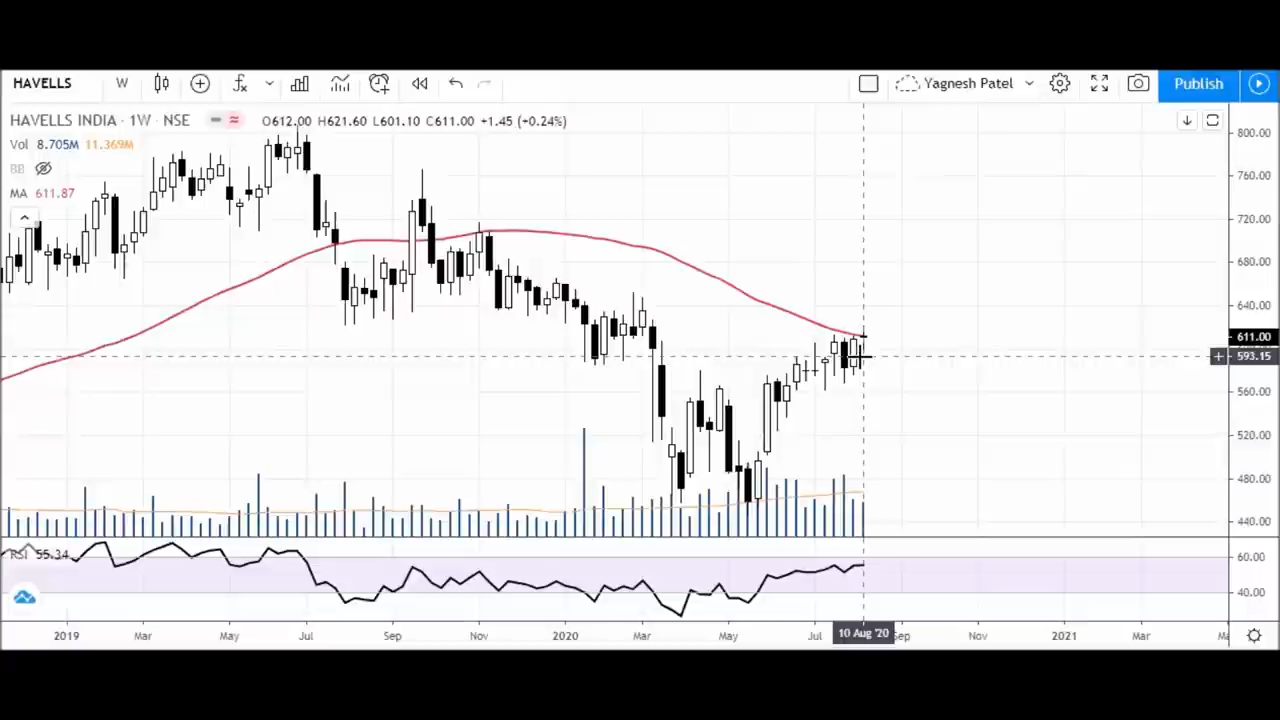 HAVELLS W Yagnesh Patel Publish
HAVELLS INDIA · 1W · NSE O612.00 H621.60 L601.10 C611.00 +1.45 (+0.24%)
Vol 8.705M 11.369M
BB
MA 611.87
800.00
760.00
720.00
680.00
640.00
611.00
593.15
560.00
520.00
480.00
440.00
RSI 55.34
60.00
40.00
2019 Mar May Jul Sep Nov 2020 Mar May Jul 10 Aug '20 Sep Nov 2021 Mar